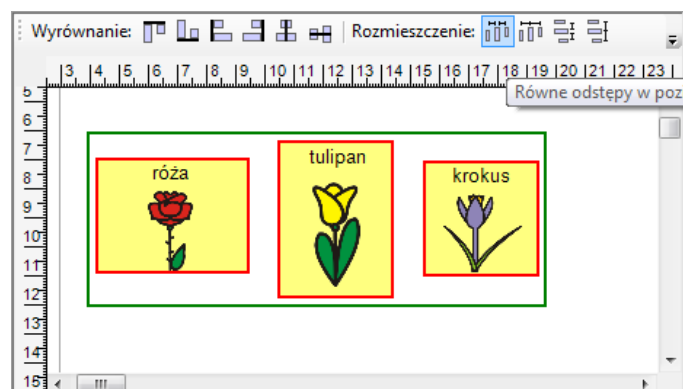 Wyrównanie: Rozmieszczenie:
3 4 5 6 7 8 9 10 11 12 13 14 15 16 17 18 19 20 21 22 23
Równe odstępy w poz
5
6
7
8
9
10
11
12
13
14
15
róża
tulipan
krokus